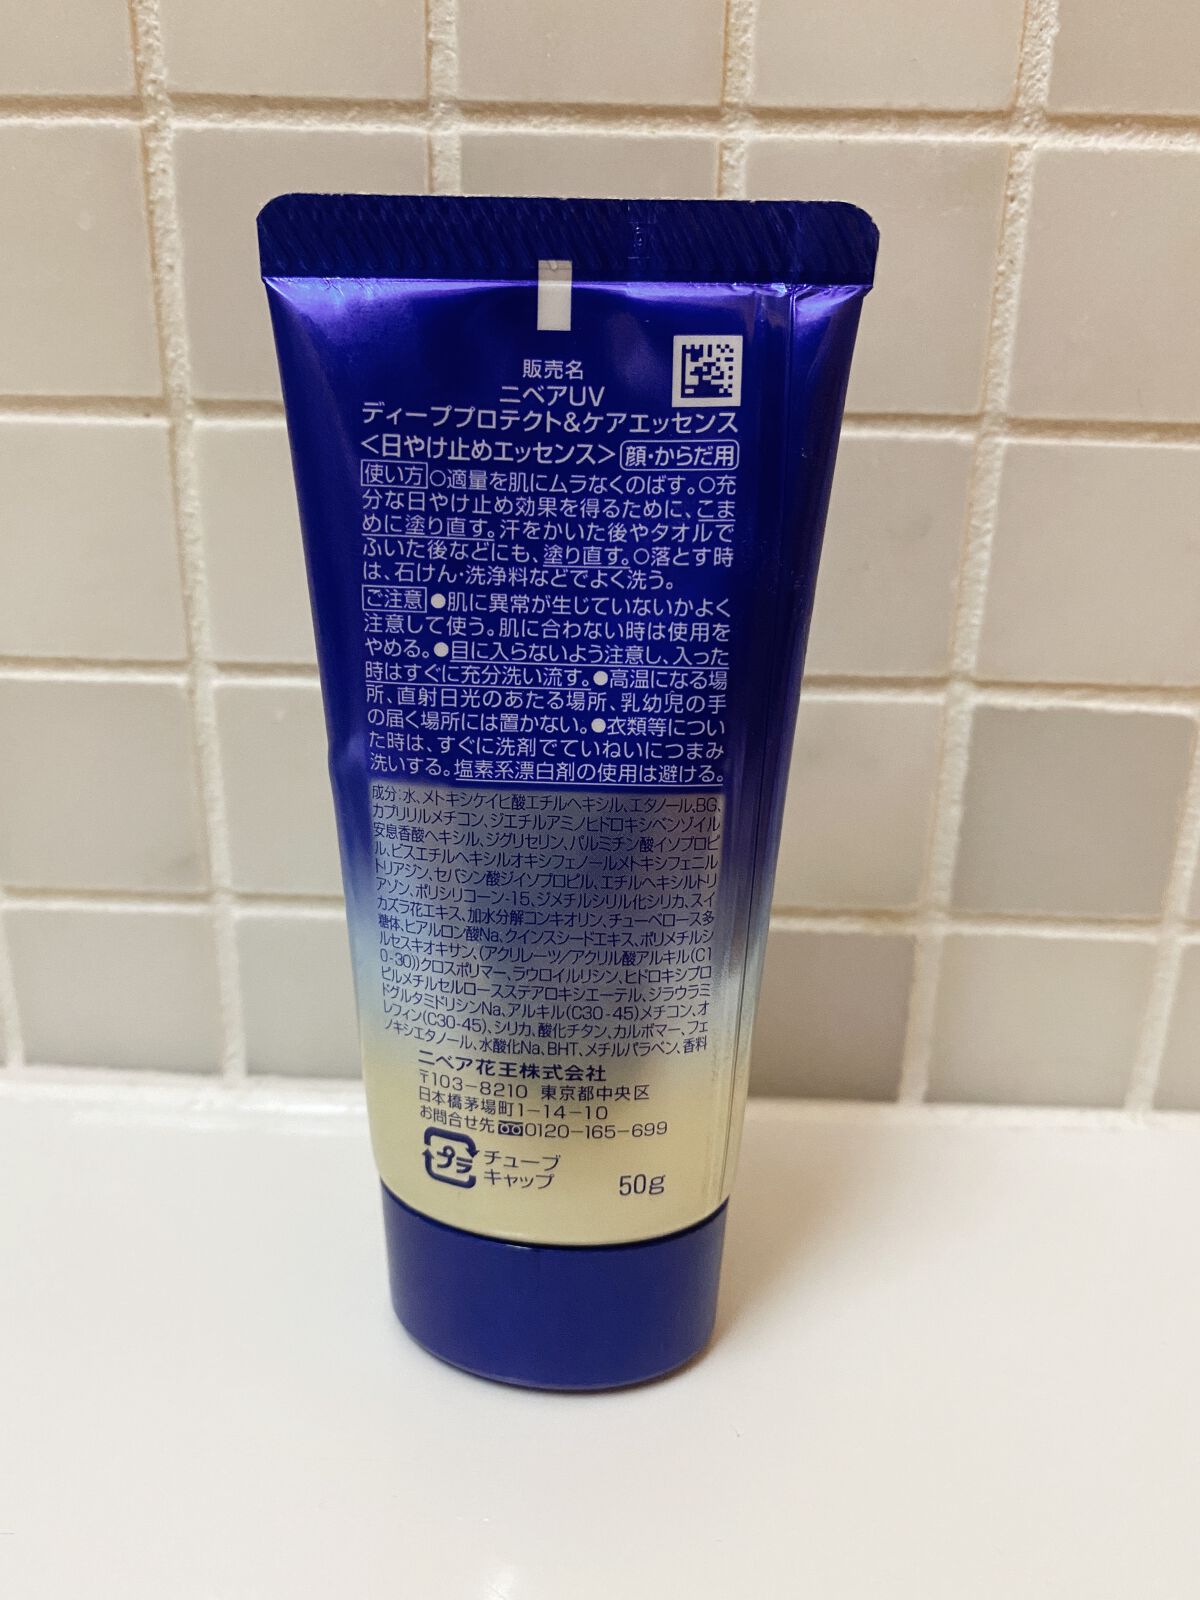 販売名
ニベアUV
ディーププロテクト&ケアエッセンス
<日やけ止めエッセンス> 顔・からだ用
使い方 ○適量を肌にムラなくのばす。○充
分な日やけ止め効果を得るために、こま
めに塗り直す。汗をかいた後やタオルで
ふいた後などにも、塗り直す。○落とす時
は、石けん・洗浄料などでよく洗う。
ご注意 ●肌に異常が生じていないかよく
注意して使う。肌に合わない時は使用を
やめる。●目に入らないよう注意し、入った
時はすぐに充分洗い流す。●高温になる場
所、直射日光のあたる場所、乳幼児の手
の届く場所には置かない。●衣類等につい
た時は、すぐに洗剤でていねいにつまみ
洗いする。塩素系漂白剤の使用は避ける。
成分:水、メトキシケイヒ酸エチルヘキシル、エタノール、BG、
カプリリルメチコン、ジエチルアミノヒドロキシベンゾイル
安息香酸ヘキシル、ジグリセリン、パルミチン酸イソプロピ
ル、ビスエチルヘキシルオキシフェノールメトキシフェニル
トリアジン、セバシン酸ジイソプロピル、エチルヘキシルトリ
アゾン、ポリシリコーン-15、ジメチルシリル化シリカ、スイ
カズラ花エキス、加水分解コンキオリン、チューベロース多
糖体、ヒアルロン酸Na、クインスシードエキス、ポリメチルシ
ルセスキオキサン、(アクリレーツ/アクリル酸アルキル(C1
0-30))クロスポリマー、ラウロイルリシン、ヒドロキシプロ
ピルメチルセルロースステアロキシエーテル、ジラウラミ
ドグルタミドリシンNa、アルキル(C30-45)メチコン、オ
レフィン(C30-45)、シリカ、酸化チタン、カルボマー、フェ
ノキシエタノール、水酸化Na、BHT、メチルパラベン、香料
ニベア花王株式会社
〒103-8210 東京都中央区
日本橋茅場町1-14-10
お問合せ先 0120-165-699
プラ チューブ
キャップ
50g